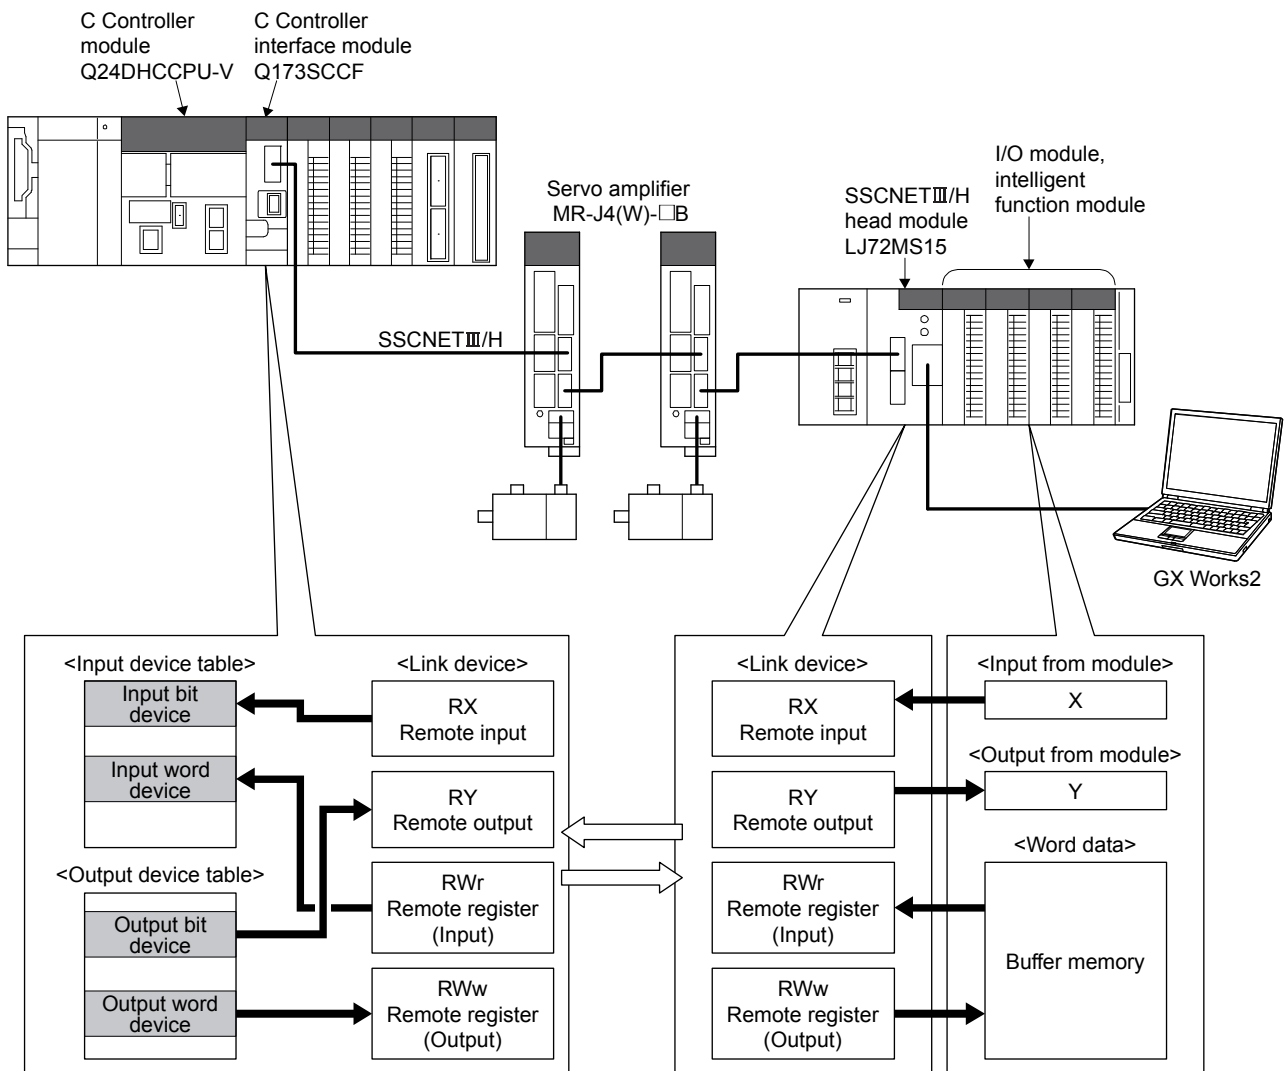 C Controller
module
Q24DHCCPU-V
C Controller
interface module
Q173SCCF
Servo amplifier
MR-J4(W)-□B
SSCNETⅢ/H
head module
LJ72MS15
I/O module,
intelligent
function module
SSCNETⅢ/H
GX Works2
<Input device table>
Input bit
device
Input word
device
<Output device table>
Output bit
device
Output word
device
<Link device>
RX
Remote input
RY
Remote output
RWr
Remote register
(Input)
RWw
Remote register
(Output)
<Link device>
RX
Remote input
RY
Remote output
RWr
Remote register
(Input)
RWw
Remote register
(Output)
<Input from module>
X
<Output from module>
Y
<Word data>
Buffer memory